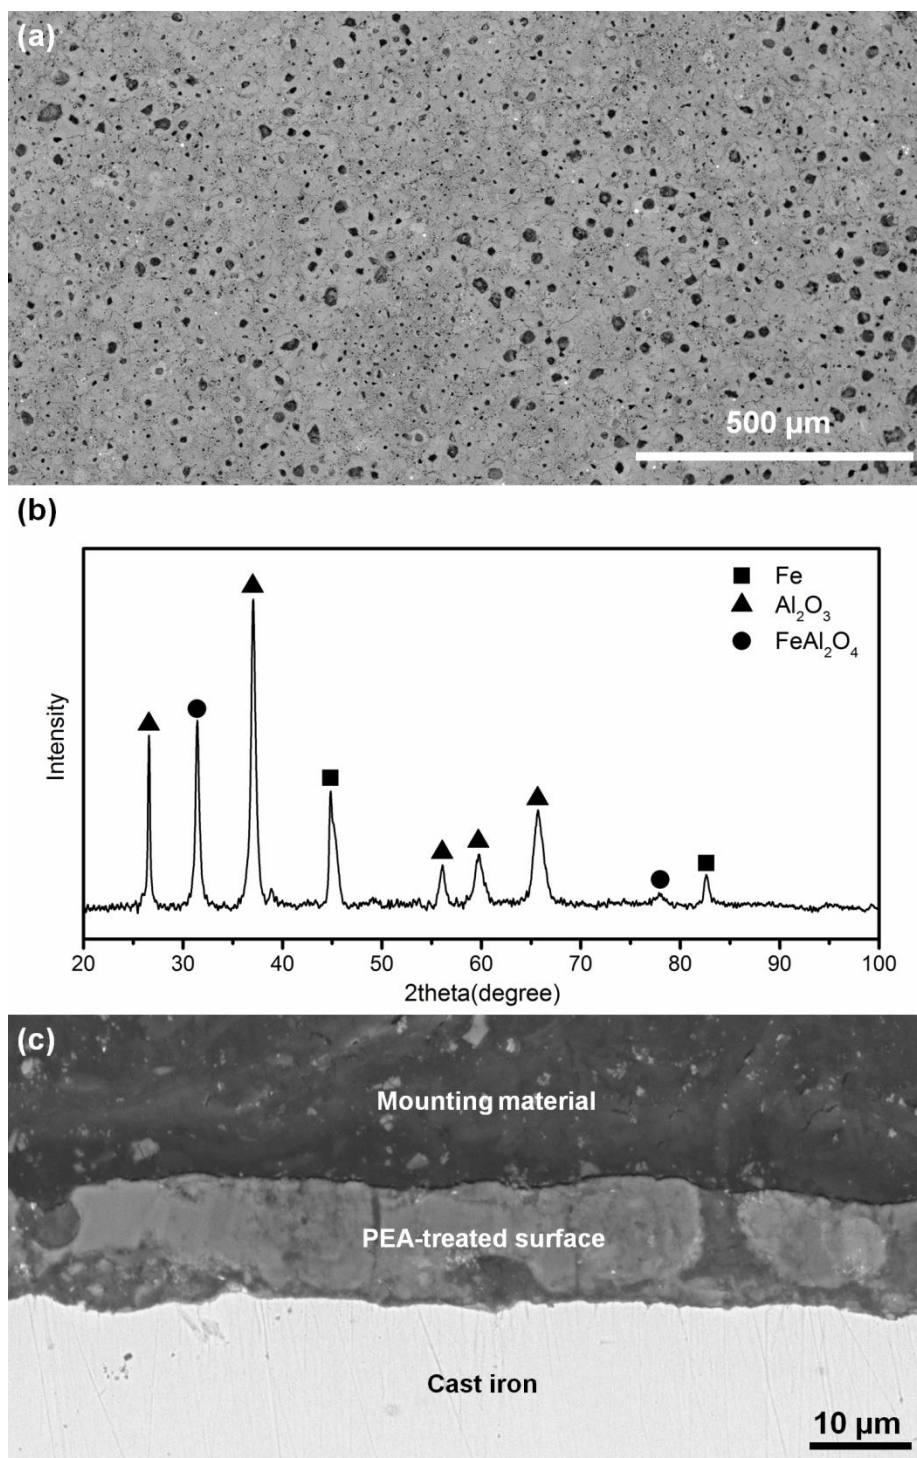 (a)
500 µm
(b)
Fe
Al₂O₃
FeAl₂O₄
Intensity
20 30 40 50 60 70 80 90 100
2theta(degree)
(c)
Mounting material
PEA-treated surface
Cast iron
10 µm